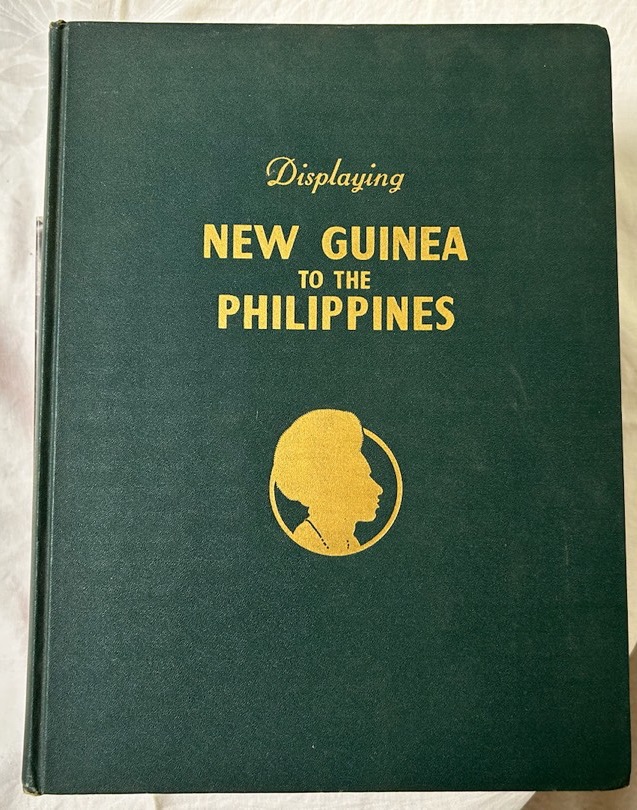 Displaying
NEW GUINEA
TO THE
PHILIPPINES